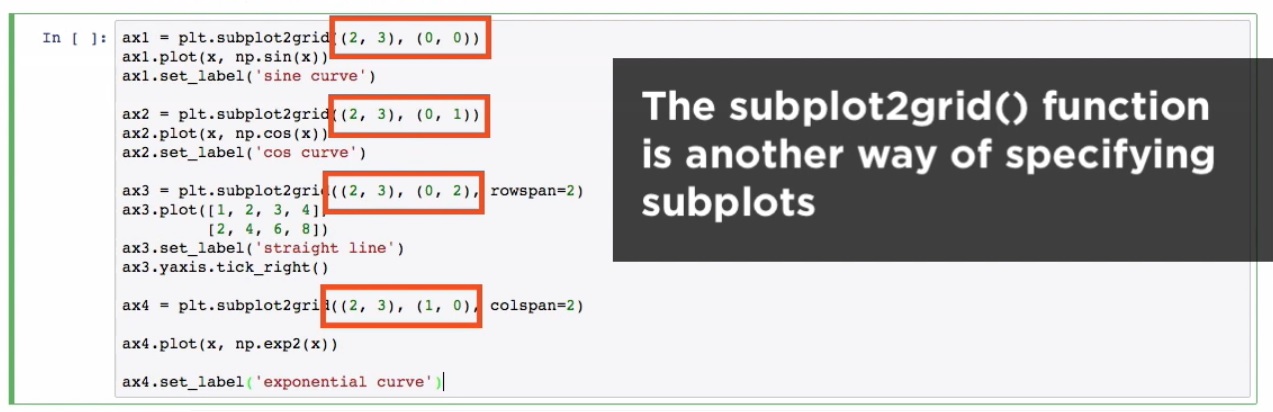 In [ ]:
ax1 = plt.subplot2grid((2, 3), (0, 0))
ax1.plot(x, np.sin(x))
ax1.set_label('sine curve')
ax2 = plt.subplot2grid((2, 3), (0, 1))
ax2.plot(x, np.cos(x))
ax2.set_label('cos curve')
ax3 = plt.subplot2grid((2, 3), (0, 2), rowspan=2)
ax3.plot([1, 2, 3, 4],
[2, 4, 6, 8])
ax3.set_label('straight line')
ax3.yaxis.tick_right()
ax4 = plt.subplot2grid((2, 3), (1, 0), colspan=2)
ax4.plot(x, np.exp2(x))
ax4.set_label('exponential curve')
The subplot2grid() function
is another way of specifying
subplots